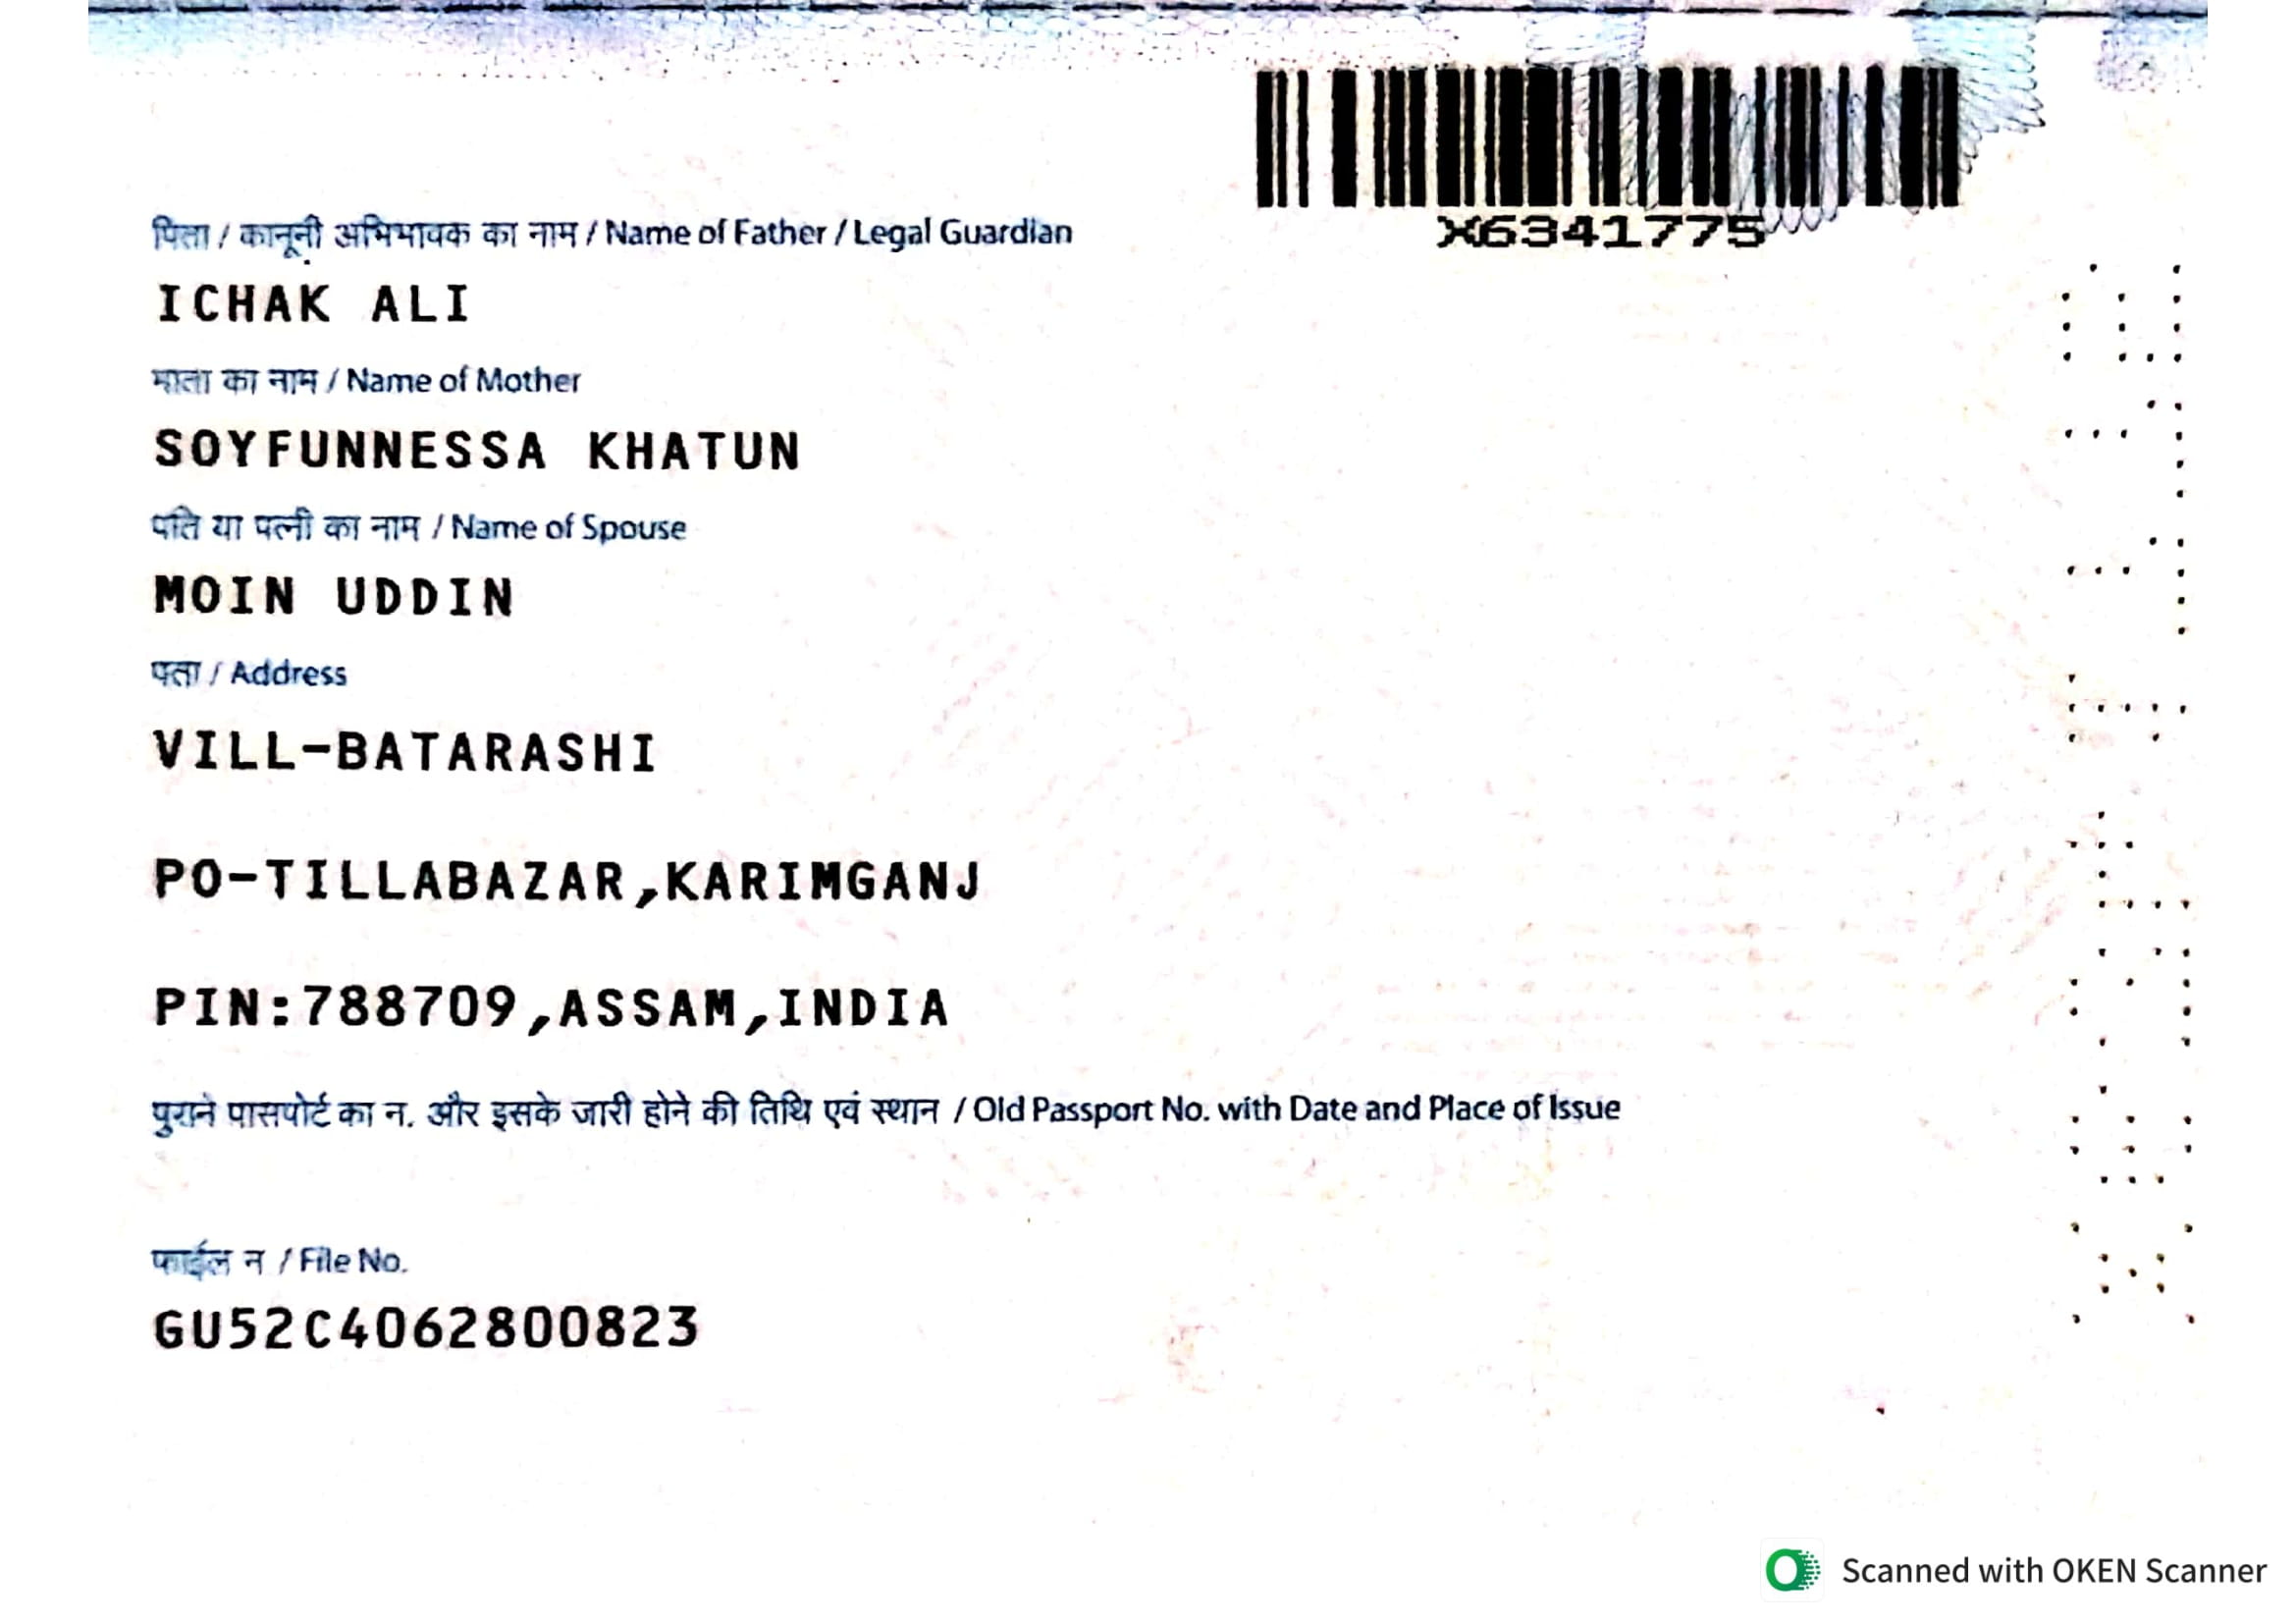 X6341775
पिता / कानूनी अभिभावक का नाम / Name of Father / Legal Guardian
ICHAK ALI
माता का नाम / Name of Mother
SOYFUNNESSA KHATUN
पति या पत्नी का नाम / Name of Spouse
MOIN UDDIN
पता / Address
VILL-BATARASHI
PO-TILLABAZAR,KARIMGANJ
PIN:788709,ASSAM,INDIA
पुराने पासपोर्ट का न. और इसके जारी होने की तिथि एवं स्थान / Old Passport No. with Date and Place of Issue
फाईल न / File No.
GU52C4062800823
Scanned with OKEN Scanner